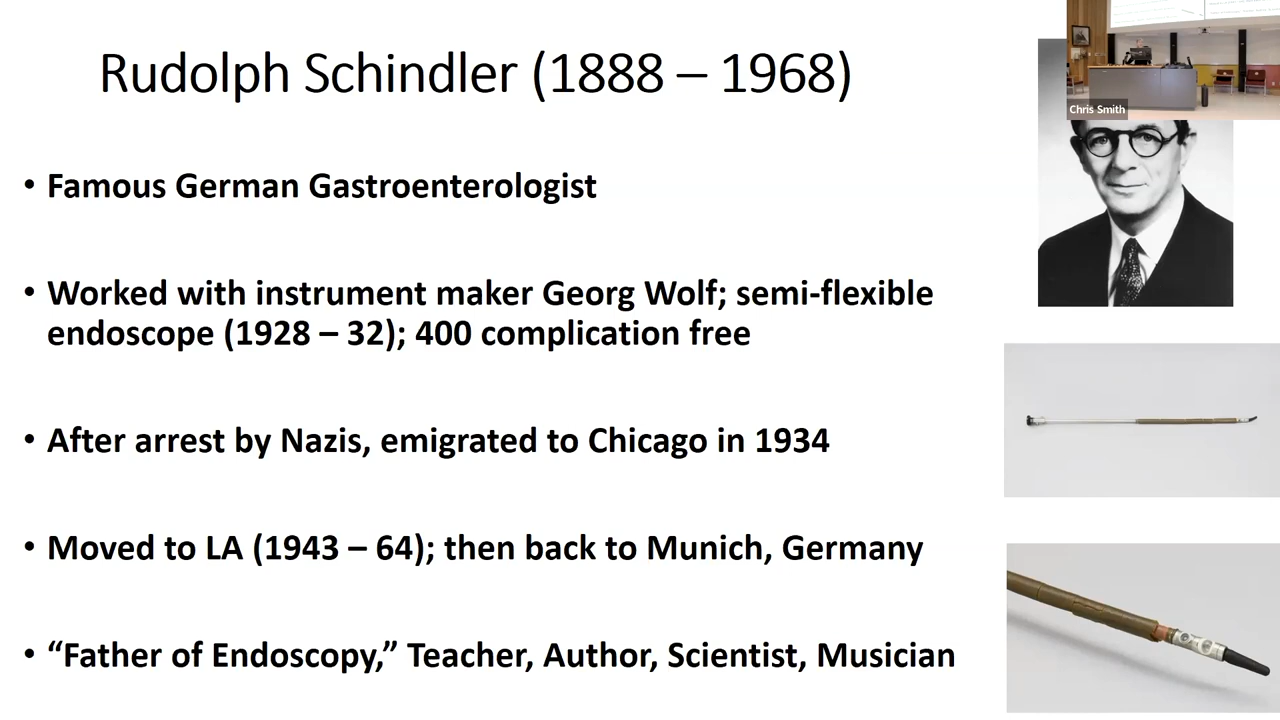 Rudolph Schindler (1888 – 1968)
Chris Smith
• Famous German Gastroenterologist
• Worked with instrument maker Georg Wolf; semi-flexible
endoscope (1928 – 32); 400 complication free
• After arrest by Nazis, emigrated to Chicago in 1934
• Moved to LA (1943 – 64); then back to Munich, Germany
• “Father of Endoscopy,” Teacher, Author, Scientist, Musician